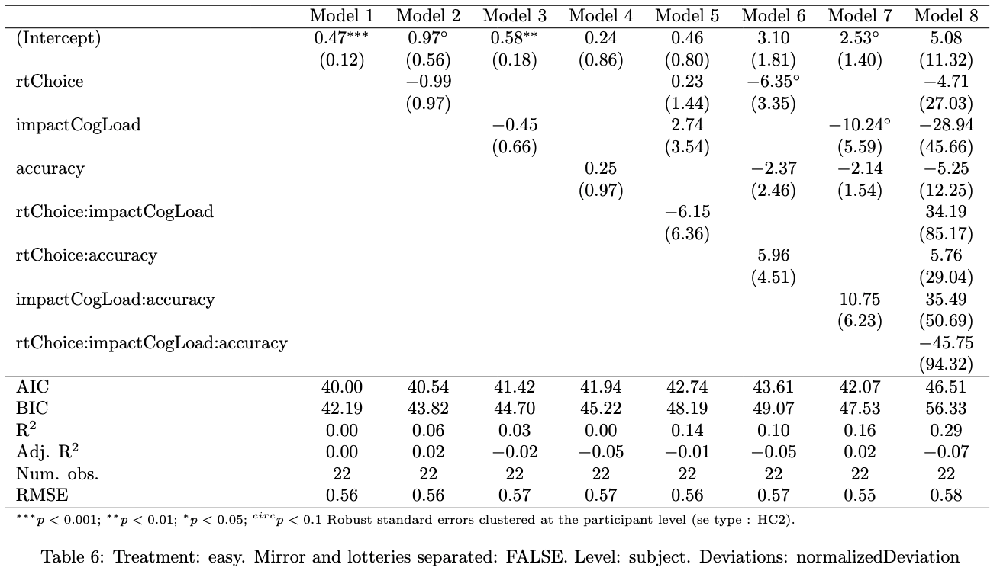 Model 1 Model 2 Model 3 Model 4 Model 5 Model 6 Model 7 Model 8
(Intercept) 0.47*** 0.97° 0.58** 0.24 0.46 3.10 2.53° 5.08
(0.12) (0.56) (0.18) (0.86) (0.80) (1.81) (1.40) (11.32)
rtChoice −0.99 0.23 −6.35° −4.71
(0.97) (1.44) (3.35) (27.03)
impactCogLoad −0.45 2.74 −10.24° −28.94
(0.66) (3.54) (5.59) (45.66)
accuracy 0.25 −2.37 −2.14 −5.25
(0.97) (2.46) (1.54) (12.25)
rtChoice:impactCogLoad −6.15 34.19
(6.36) (85.17)
rtChoice:accuracy 5.96 5.76
(4.51) (29.04)
impactCogLoad:accuracy 10.75 35.49
(6.23) (50.69)
rtChoice:impactCogLoad:accuracy −45.75
(94.32)
AIC 40.00 40.54 41.42 41.94 42.74 43.61 42.07 46.51
BIC 42.19 43.82 44.70 45.22 48.19 49.07 47.53 56.33
R² 0.00 0.06 0.03 0.00 0.14 0.10 0.16 0.29
Adj. R² 0.00 0.02 −0.02 −0.05 −0.01 −0.05 0.02 −0.07
Num. obs. 22 22 22 22 22 22 22 22
RMSE 0.56 0.56 0.57 0.57 0.56 0.57 0.55 0.58
***p < 0.001; **p < 0.01; *p < 0.05; circp < 0.1 Robust standard errors clustered at the participant level (se type : HC2).
Table 6: Treatment: easy. Mirror and lotteries separated: FALSE. Level: subject. Deviations: normalizedDeviation